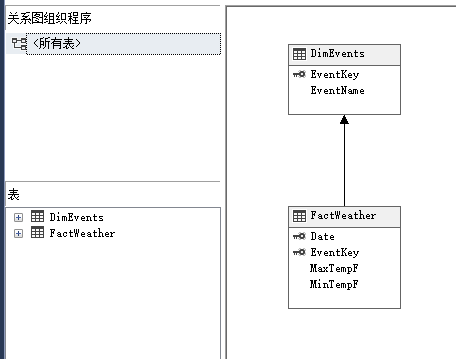 关系图组织程序
<所有表>
表
DimEvents
FactWeather
DimEvents
EventKey
EventName
FactWeather
Date
EventKey
MaxTempF
MinTempF